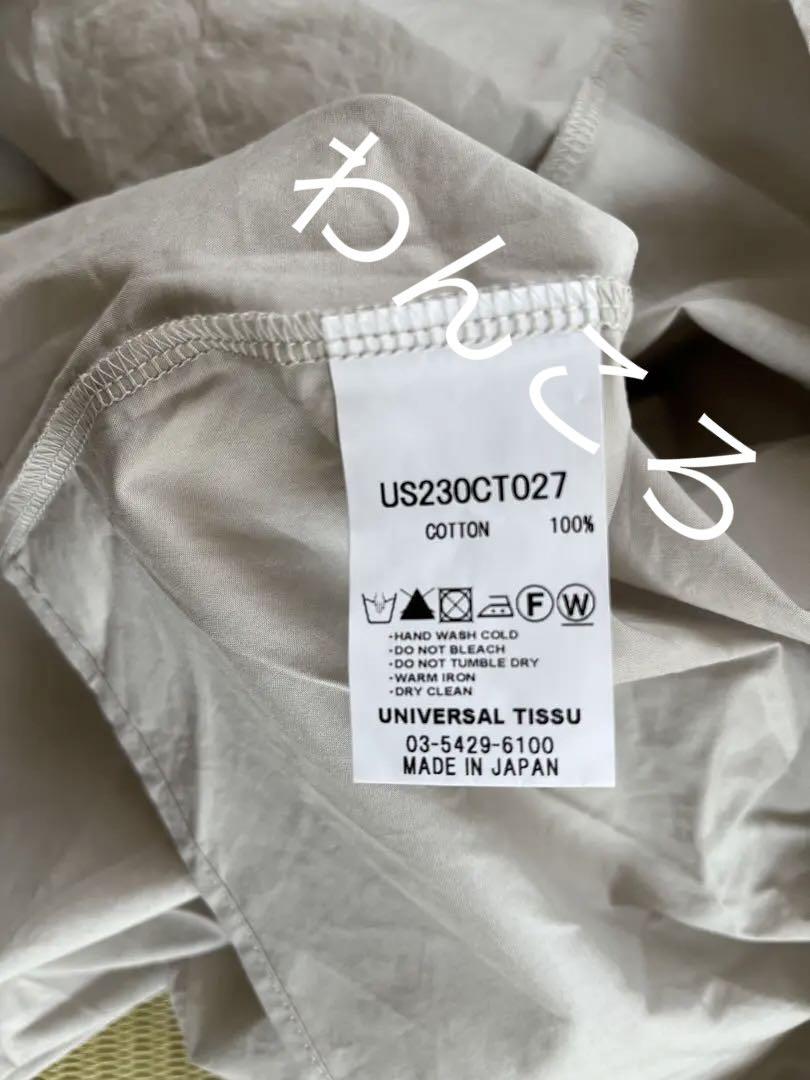 わんころ
US230CT027
COTTON 100%
F W
·HAND WASH COLD
·DO NOT BLEACH
·DO NOT TUMBLE DRY
·WARM IRON
·DRY CLEAN
UNIVERSAL TISSU
03-5429-6100
MADE IN JAPAN